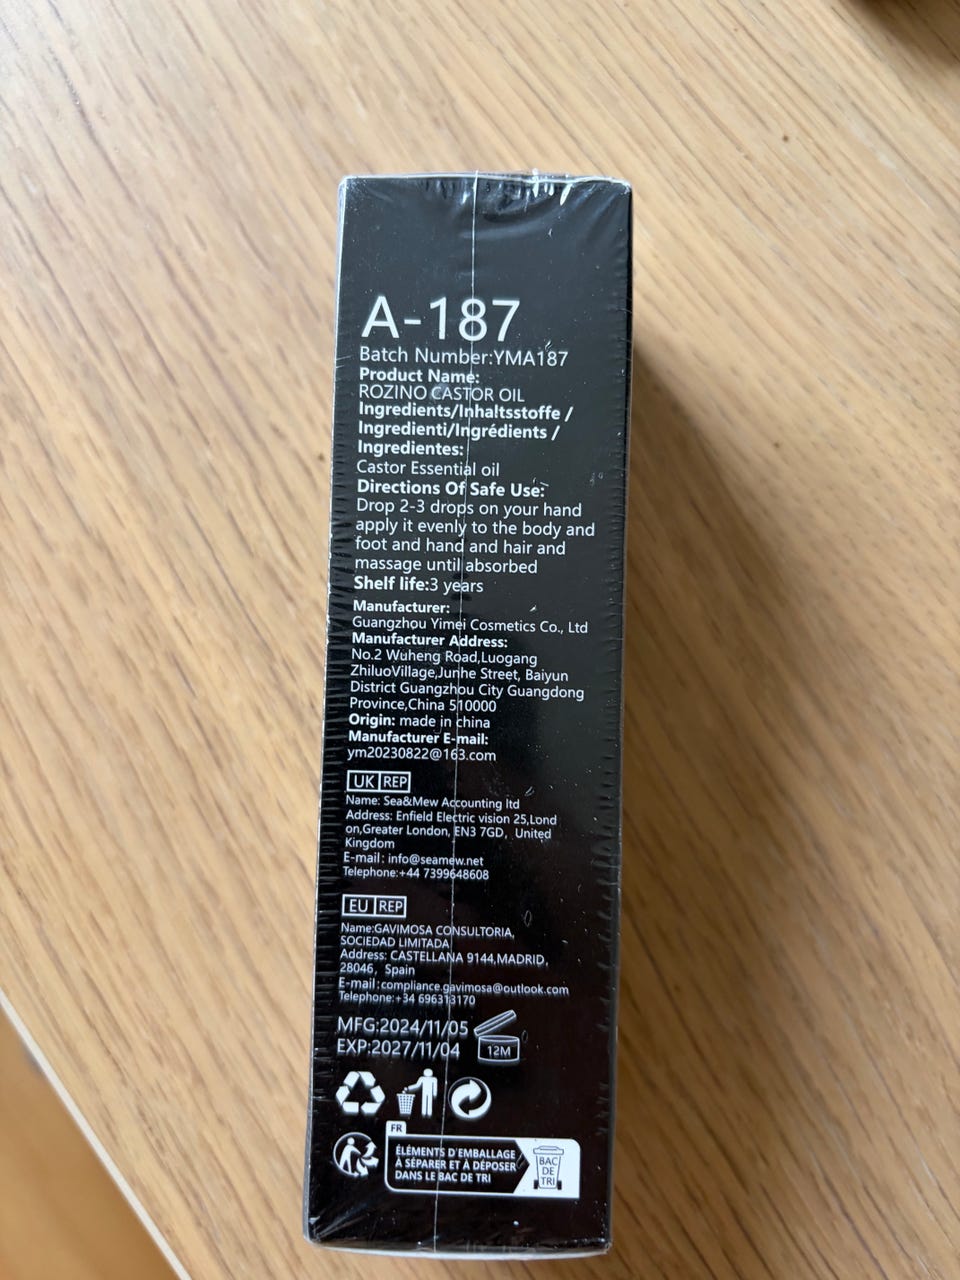 A-187
Batch Number:YMA187
Product Name:
ROZINO CASTOR OIL
Ingredients/Inhaltsstoffe /
Ingredienti/Ingrédients /
Ingredientes:
Castor Essential oil
Directions Of Safe Use:
Drop 2-3 drops on your hand
apply it evenly to the body and
foot and hand and hair and
massage until absorbed
Shelf life:3 years
Manufacturer:
Guangzhou Yimei Cosmetics Co., Ltd
Manufacturer Address:
No.2 Wuheng Road,Luogang
ZhiluoVillage,Junhe Street, Baiyun
District Guangzhou City Guangdong
Province,China 510000
Origin: made in china
Manufacturer E-mail:
ym20230822@163.com
UK REP
Name: Sea&Mew Accounting ltd
Address: Enfield Electric vision 25,Lond
on,Greater London, EN3 7GD, United
Kingdom
E-mail: info@seamew.net
Telephone:+44 7399648608
EU REP
Name:GAVIMOSA CONSULTORIA,
SOCIEDAD LIMITADA
Address: CASTELLANA 9144,MADRID,
28046, Spain
E-mail:compliance.gavimosa@outlook.com
Telephone:+34 696313170
MFG:2024/11/05
EXP:2027/11/04
12M
FR
ÉLÉMENTS D'EMBALLAGE
À SÉPARER ET À DÉPOSER
DANS LE BAC DE TRI
BAC
DE
TRI